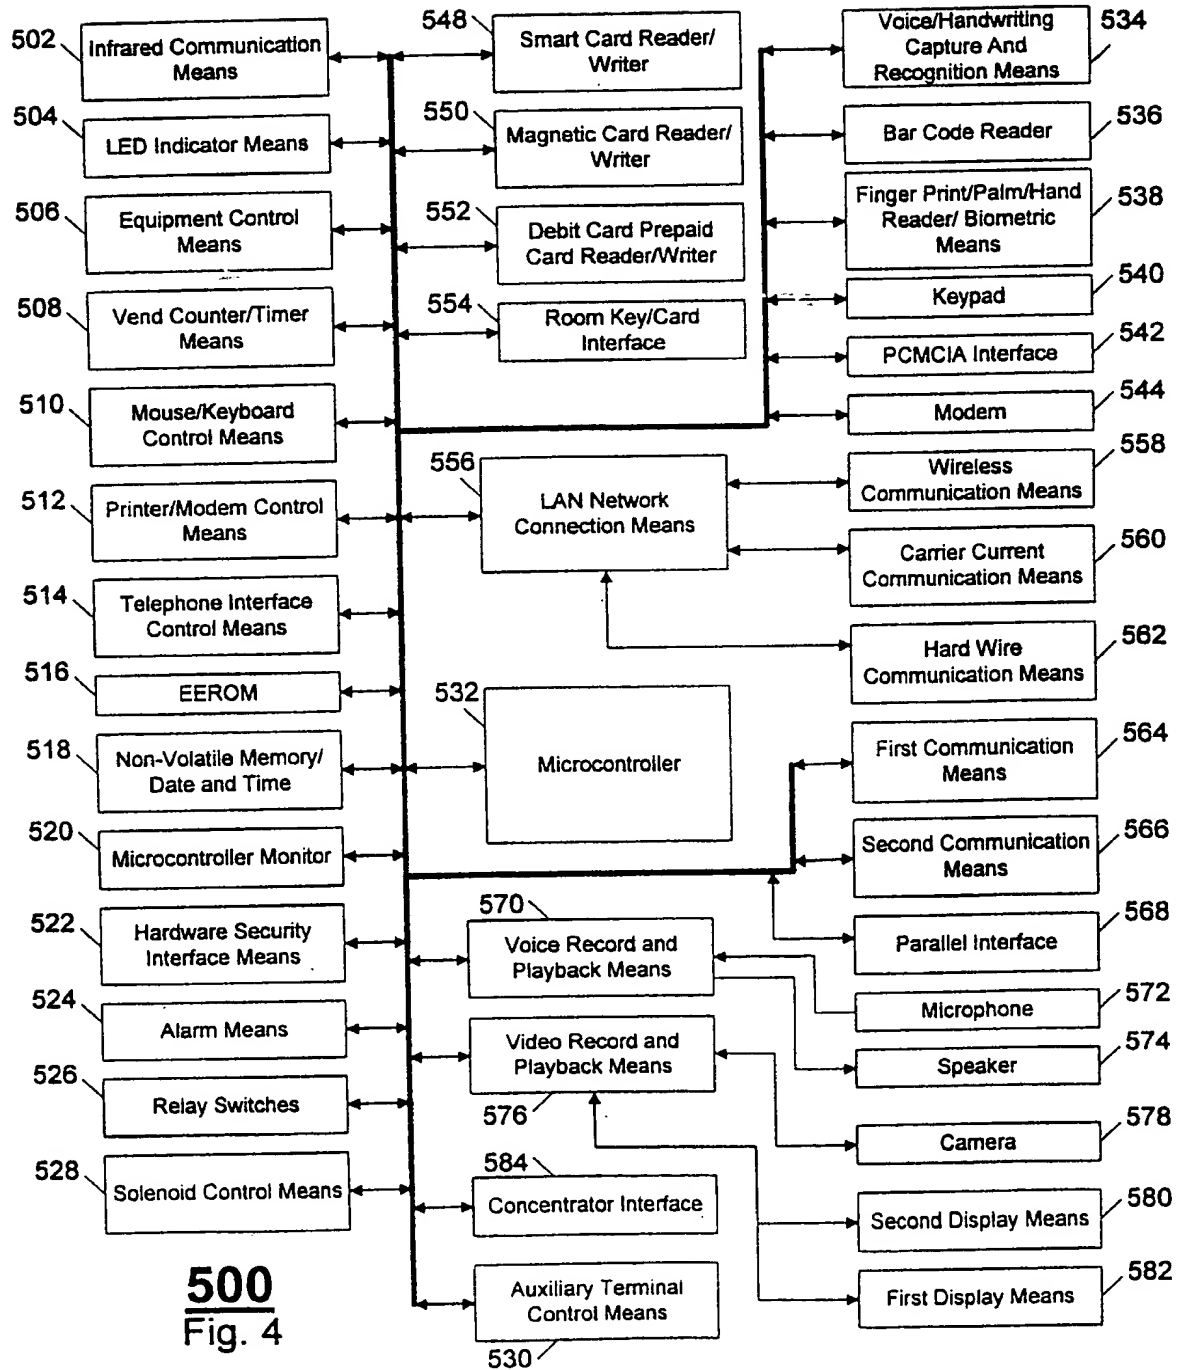 502
Infrared Communication
Means
504
LED Indicator Means
506
Equipment Control
Means
508
Vend Counter/Timer
Means
510
Mouse/Keyboard
Control Means
512
Printer/Modem Control
Means
514
Telephone Interface
Control Means
516
EEROM
518
Non-Volatile Memory/
Date and Time
520
Microcontroller Monitor
522
Hardware Security
Interface Means
524
Alarm Means
526
Relay Switches
528
Solenoid Control Means
548
Smart Card Reader/
Writer
550
Magnetic Card Reader/
Writer
552
Debit Card Prepaid
Card Reader/Writer
554
Room Key/Card
Interface
556
LAN Network
Connection Means
532
Microcontroller
570
Voice Record and
Playback Means
Video Record and
Playback Means
576
584
Concentrator Interface
Auxiliary Terminal
Control Means
530
Voice/Handwriting
Capture And
Recognition Means
534
Bar Code Reader
536
Finger Print/Palm/Hand
Reader/ Biometric
Means
538
Keypad
540
PCMCIA Interface
542
Modem
544
Wireless
Communication Means
558
Carrier Current
Communication Means
560
Hard Wire
Communication Means
562
First Communication
Means
564
Second Communication
Means
566
Parallel Interface
568
Microphone
572
Speaker
574
Camera
578
Second Display Means
580
First Display Means
582
500
Fig. 4